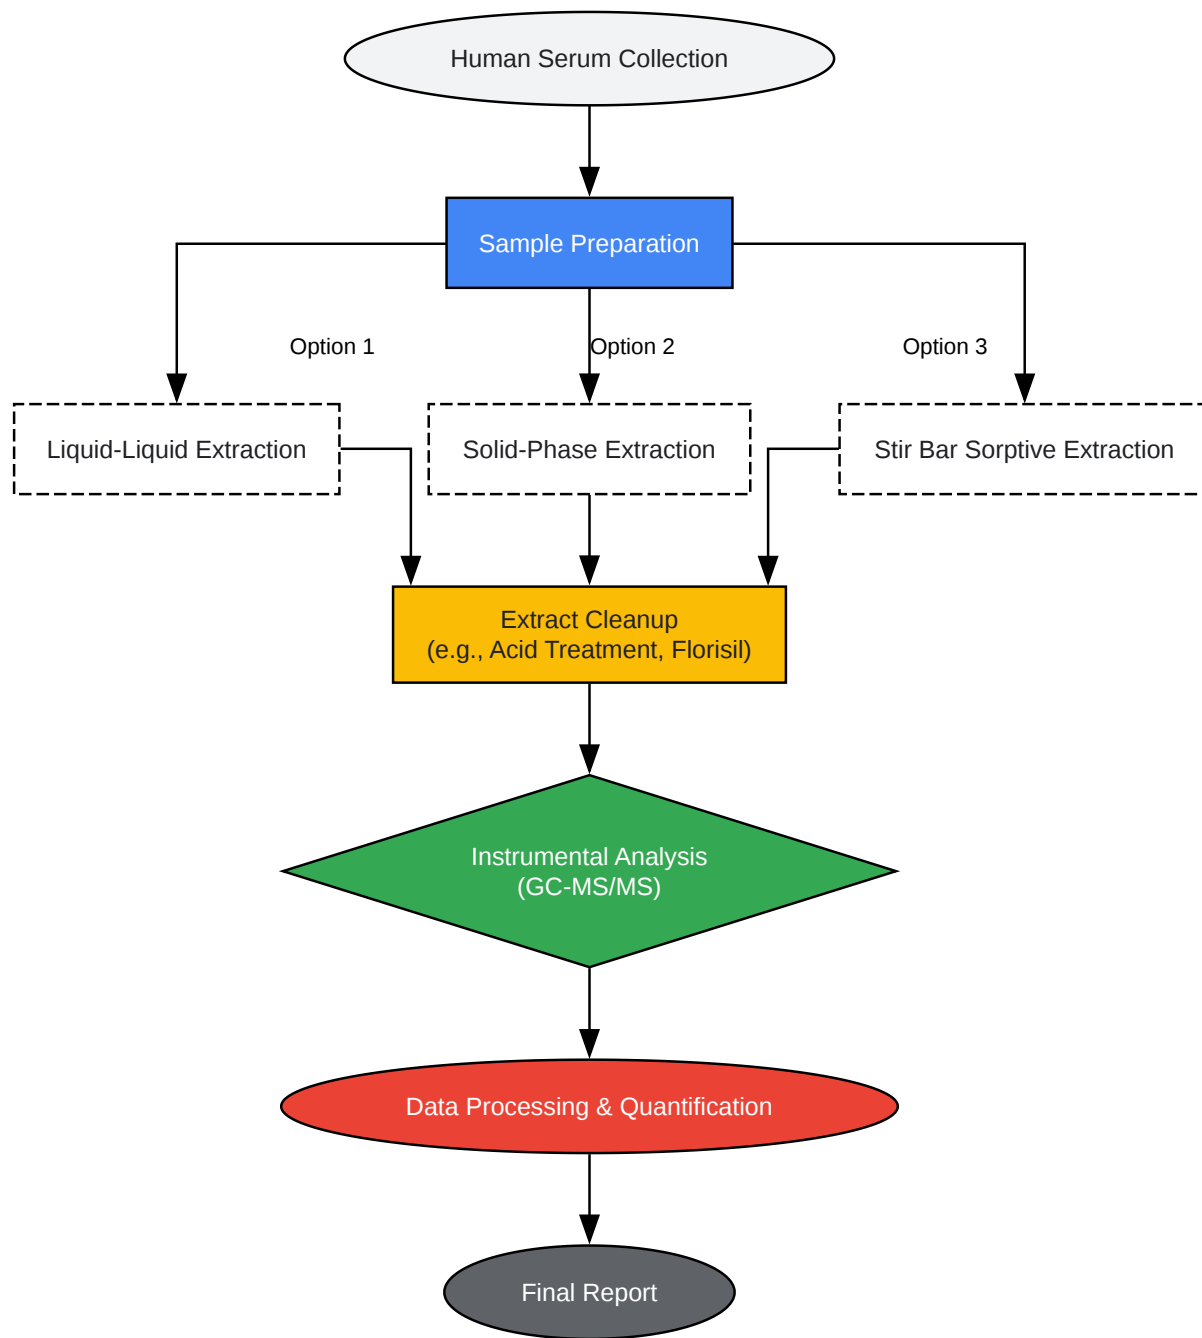 Human Serum Collection
Sample Preparation
Option 1
Option 2
Option 3
Liquid-Liquid Extraction
Solid-Phase Extraction
Stir Bar Sorptive Extraction
Extract Cleanup
(e.g., Acid Treatment, Florisil)
Instrumental Analysis
(GC-MS/MS)
Data Processing & Quantification
Final Report